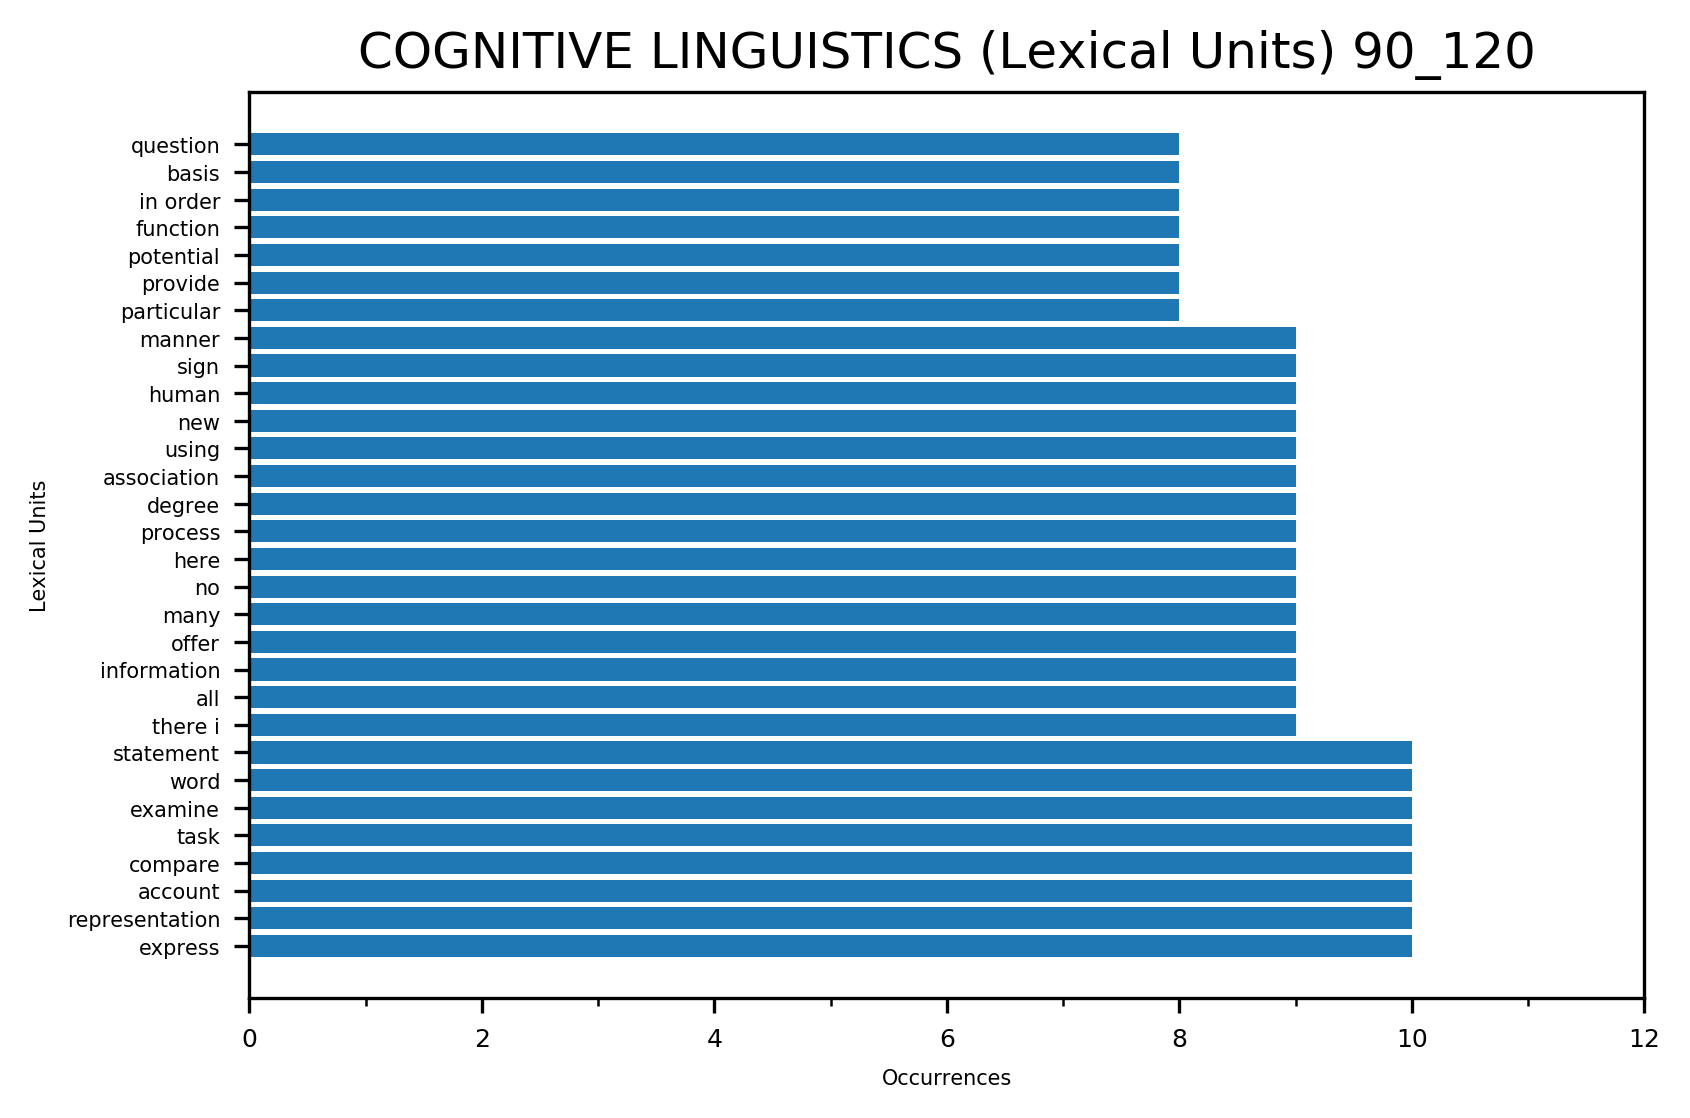 COGNITIVE LINGUISTICS (Lexical Units) 90_120
Lexical Units
question
basis
in order
function
potential
provide
particular
manner
sign
human
new
using
association
degree
process
here
no
many
offer
information
all
there i
statement
word
examine
task
compare
account
representation
express
0 2 4 6 8 10 12
Occurrences